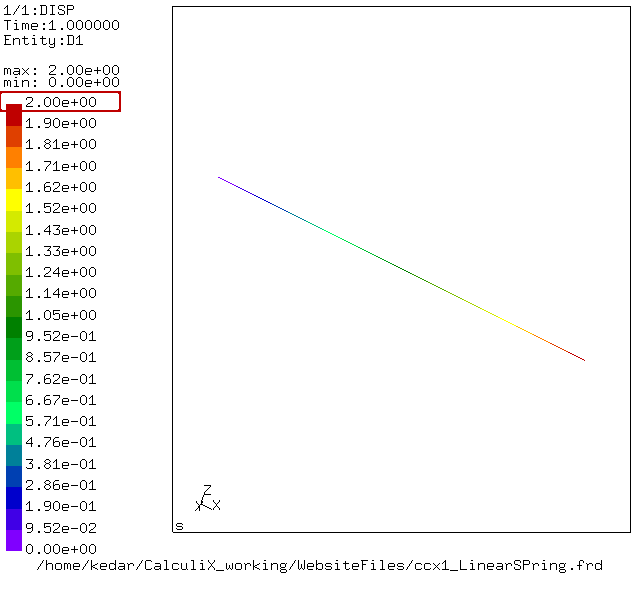 1/1:DISP
Time:1.000000
Entity:D1
max: 2.00e+00
min: 0.00e+00
2.00e+00
1.90e+00
1.81e+00
1.71e+00
1.62e+00
1.52e+00
1.43e+00
1.33e+00
1.24e+00
1.14e+00
1.05e+00
9.52e-01
8.57e-01
7.62e-01
6.67e-01
5.71e-01
4.76e-01
3.81e-01
2.86e-01
1.90e-01
9.52e-02
0.00e+00
Z
Y X
s
/home/kedar/CalculiX_working/WebsiteFiles/ccx1_LinearSPring.frd